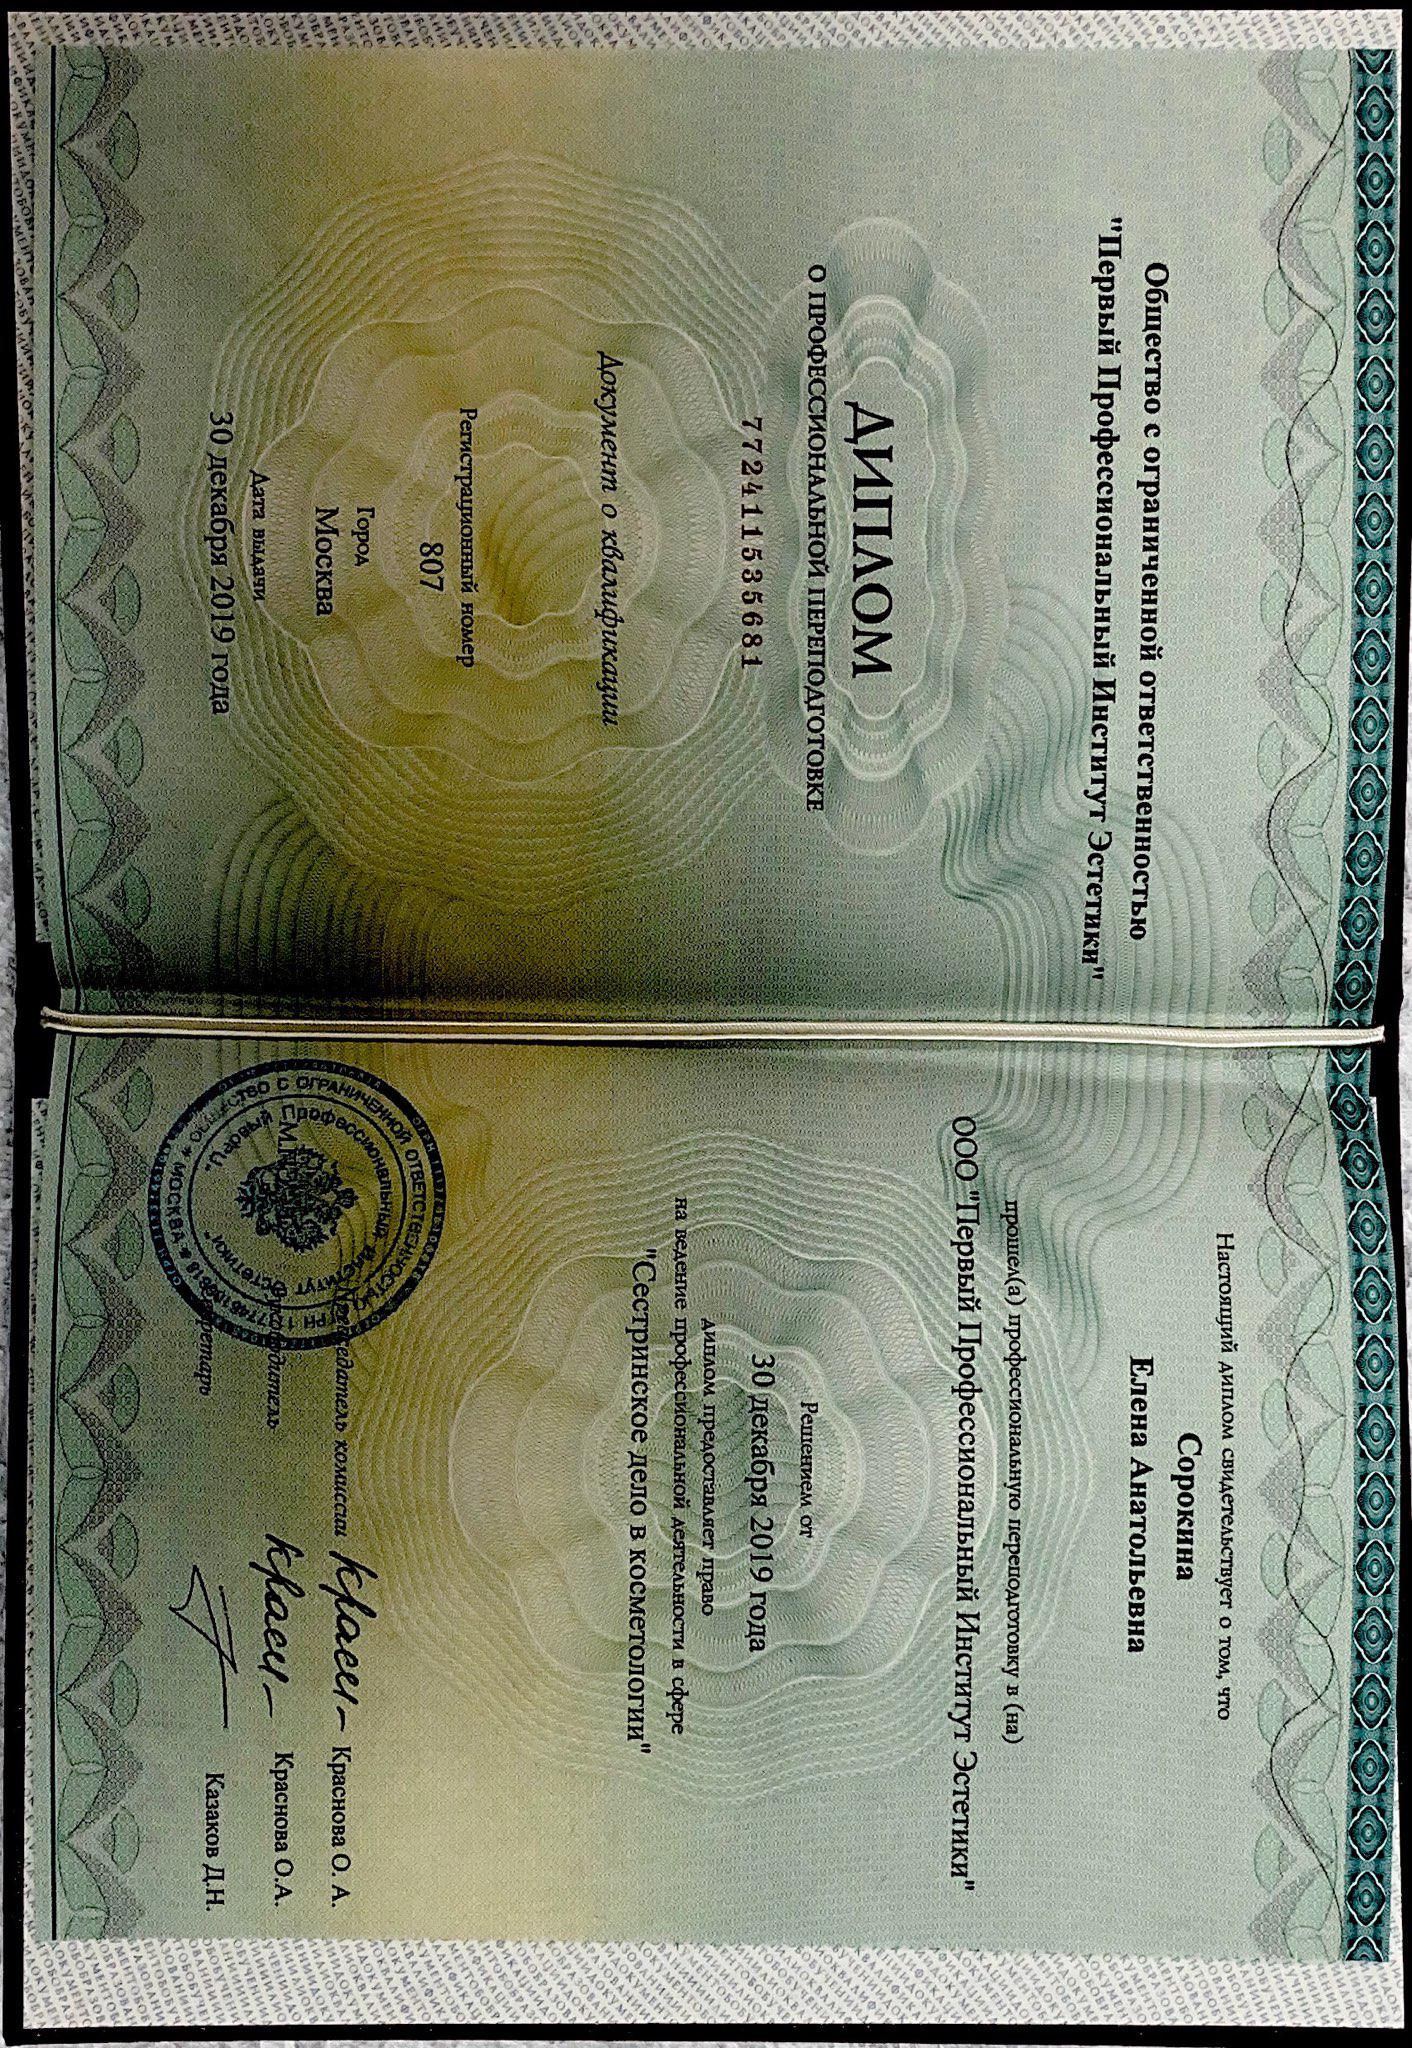 Общество с ограниченной ответственностью
"Первый Профессиональный Институт Эстетики"
ДИПЛОМ
О ПРОФЕССИОНАЛЬНОЙ ПЕРЕПОДГОТОВКЕ
772411535681
Документ о квалификации
Регистрационный номер
807
Город
Москва
Дата выдачи
30 декабря 2019 года
Настоящий диплом свидетельствует о том, что
Сорокина
Елена Анатольевна
прошел(а) профессиональную переподготовку в (на)
ООО "Первый Профессиональный Институт Эстетики"
Решением от
30 декабря 2019 года
диплом предоставляет право
на ведение профессиональной деятельности в сфере
"Сестринское дело в косметологии"
Председатель комиссии Краснова О. А.
М.П.
Руководитель Краснова О.А.
Секретарь Казаков Д.Н.
ОБЩЕСТВО С ОГРАНИЧЕННОЙ ОТВЕТСТВЕННОСТЬЮ
"Первый Профессиональный Институт Эстетики"
МОСКВА